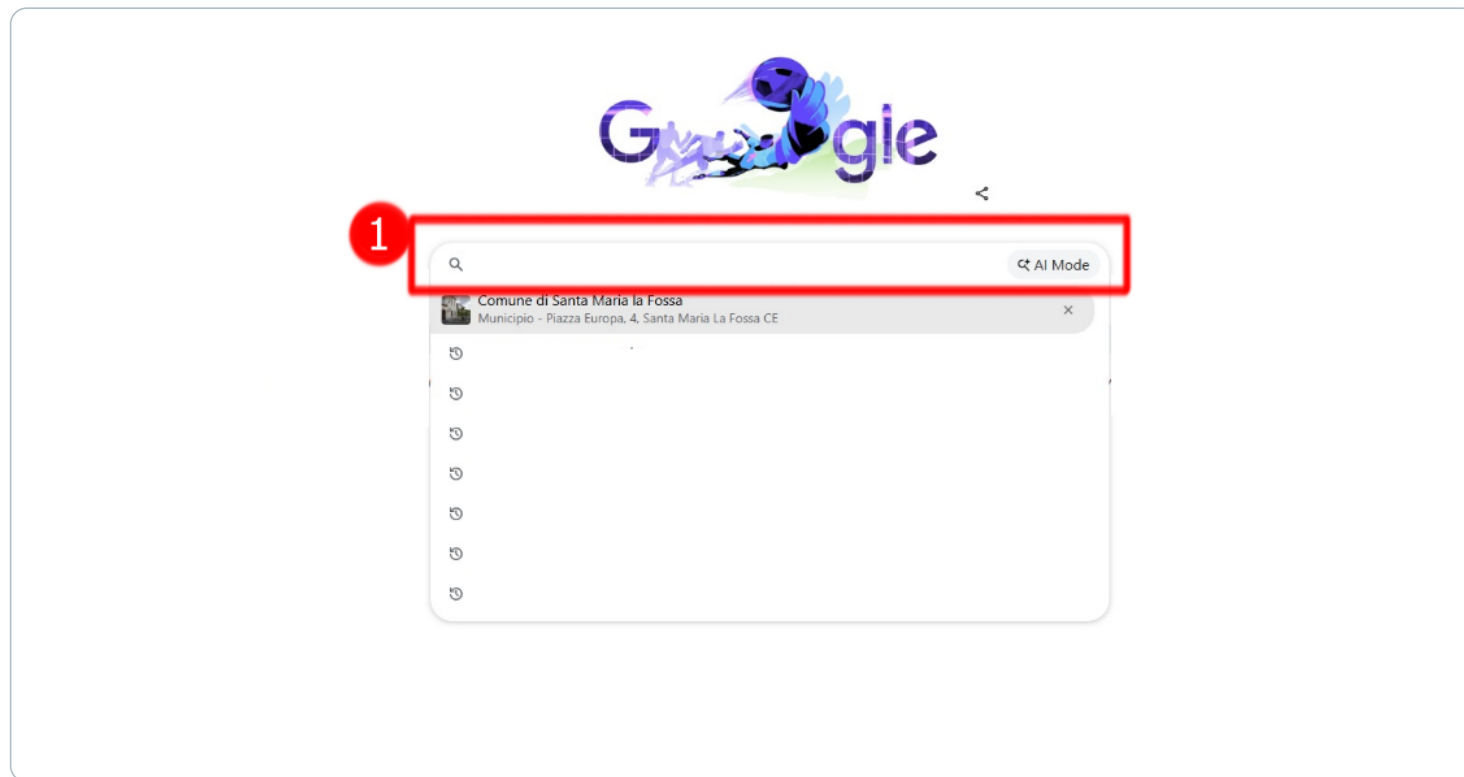 Google
1
AI Mode
Comune di Santa Maria la Fossa
Municipio - Piazza Europa, 4, Santa Maria La Fossa CE